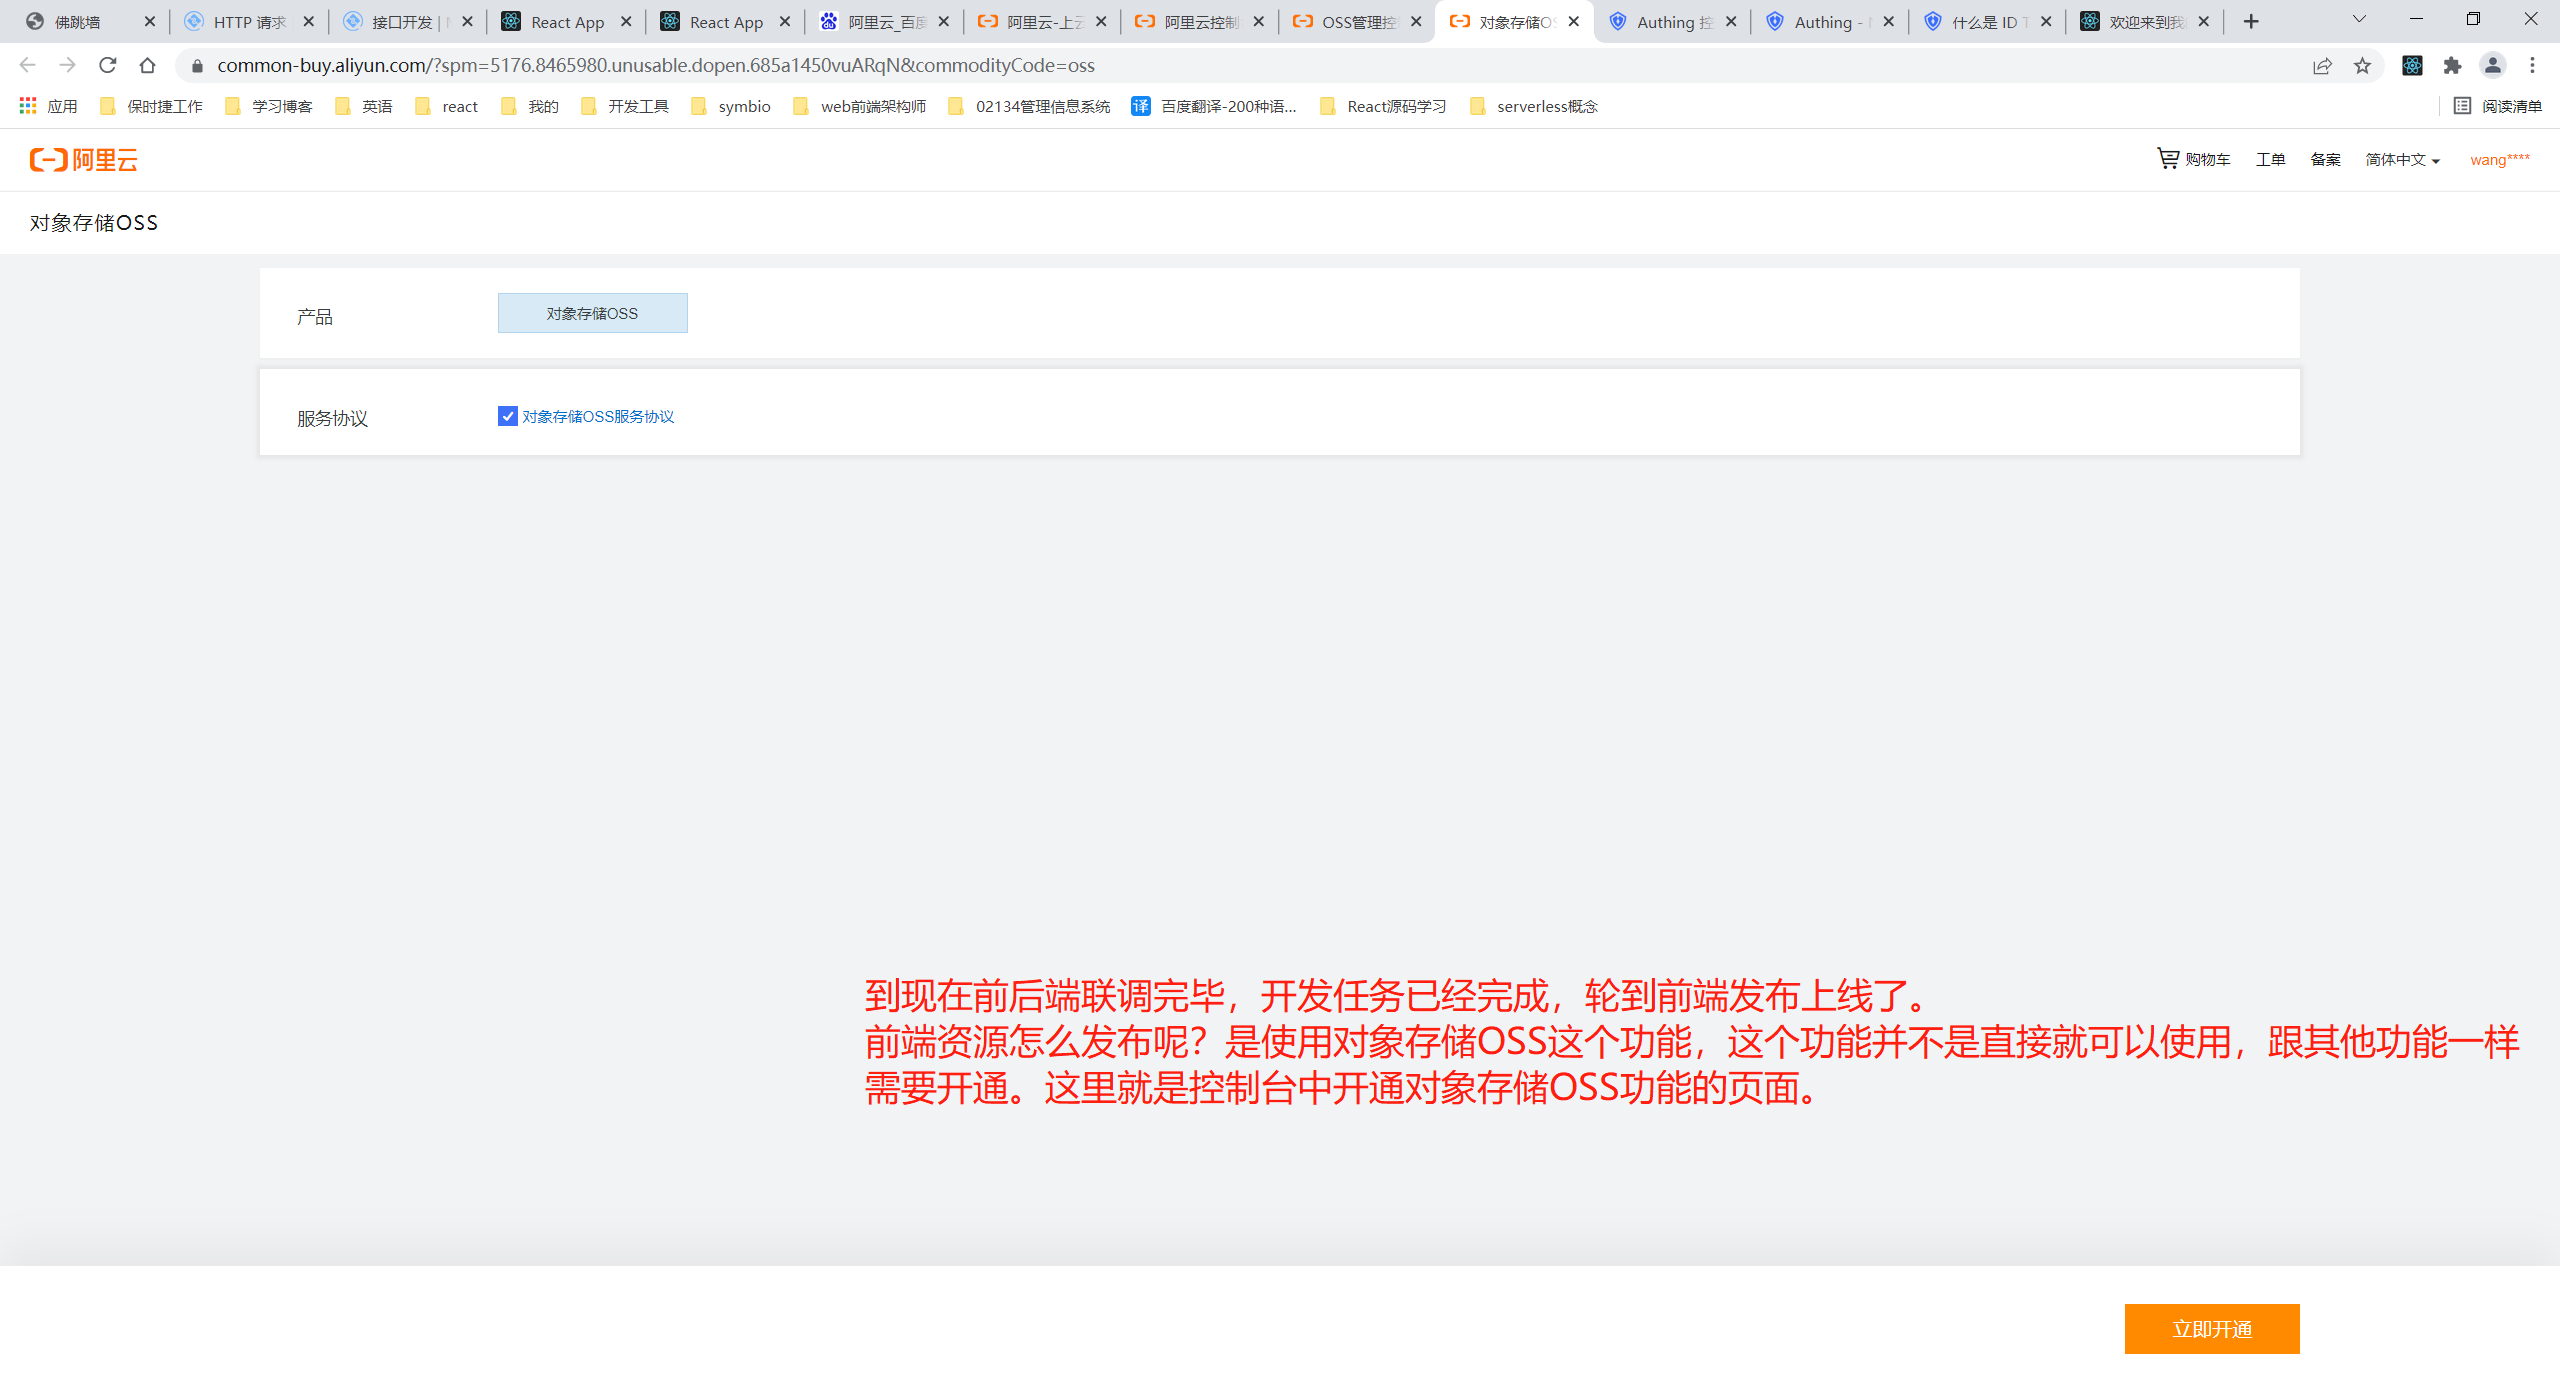 佛跳墙
HTTP 请求
接口开发 |
React App
React App
阿里云_百度
阿里云-上云
阿里云控制
OSS管理控
对象存储OS
Authing 控
Authing -
什么是 ID T
欢迎来到我
common-buy.aliyun.com/?spm=5176.8465980.unusable.dopen.685a1450vuARqN&commodityCode=oss
应用
保时捷工作
学习博客
英语
react
我的
开发工具
symbio
web前端架构师
02134管理信息系统
译 百度翻译-200种语...
React源码学习
serverless概念
阅读清单
阿里云
购物车
工单
备案
简体中文
wang****
对象存储OSS
产品
对象存储OSS
服务协议
对象存储OSS服务协议
到现在前后端联调完毕，开发任务已经完成，轮到前端发布上线了。
前端资源怎么发布呢？是使用对象存储OSS这个功能，这个功能并不是直接就可以使用，跟其他功能一样
需要开通。这里就是控制台中开通对象存储OSS功能的页面。
立即开通